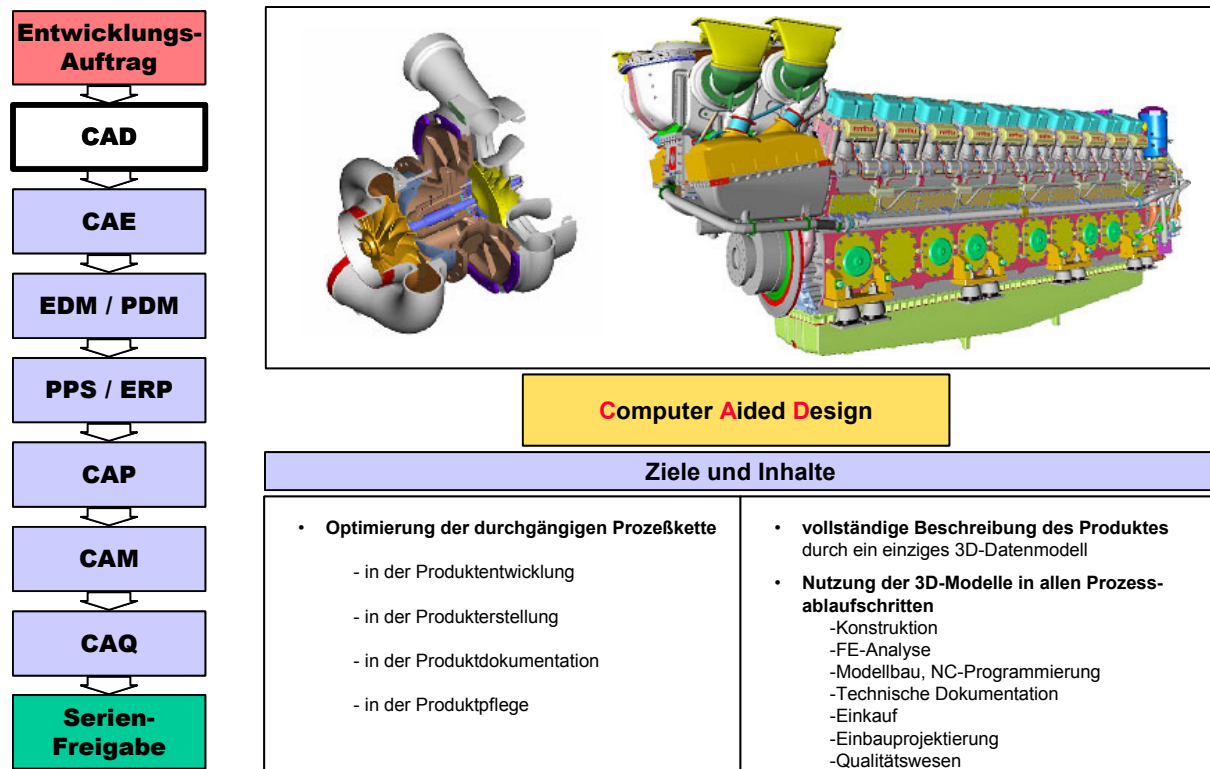 Entwicklungs-
Auftrag
CAD
CAE
EDM / PDM
PPS / ERP
CAP
CAM
CAQ
Serien-
Freigabe
Computer Aided Design
Ziele und Inhalte
• Optimierung der durchgängigen Prozeßkette
- in der Produktentwicklung
- in der Produkterstellung
- in der Produktdokumentation
- in der Produktpflege
• vollständige Beschreibung des Produktes
durch ein einziges 3D-Datenmodell
• Nutzung der 3D-Modelle in allen Prozess-
ablaufschritten
-Konstruktion
-FE-Analyse
-Modellbau, NC-Programmierung
-Technische Dokumentation
-Einkauf
-Einbauprojektierung
-Qualitätswesen